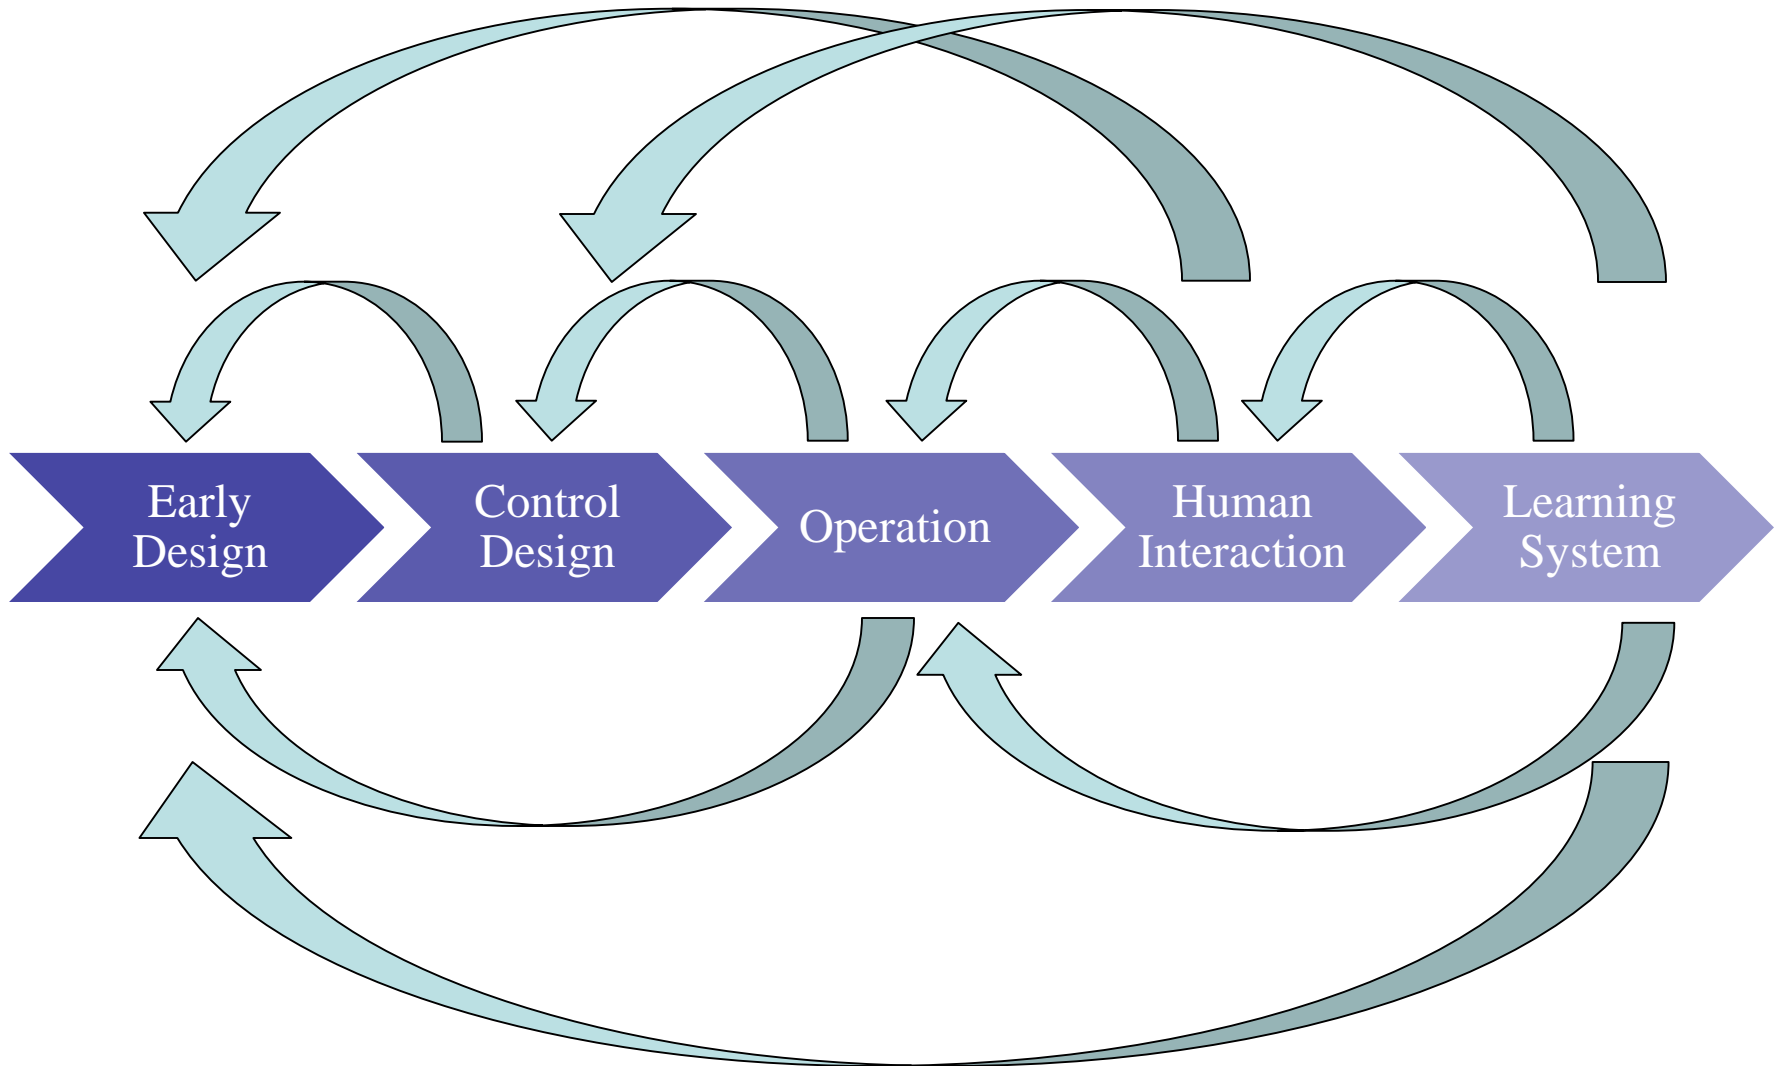 Early
Design
Control
Design
Operation
Human
Interaction
Learning
System